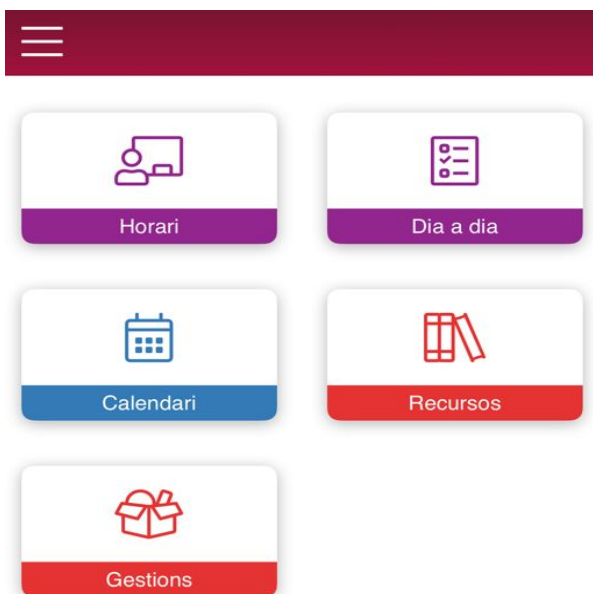 Horari
Dia a dia
Calendari
Recursos
Gestions